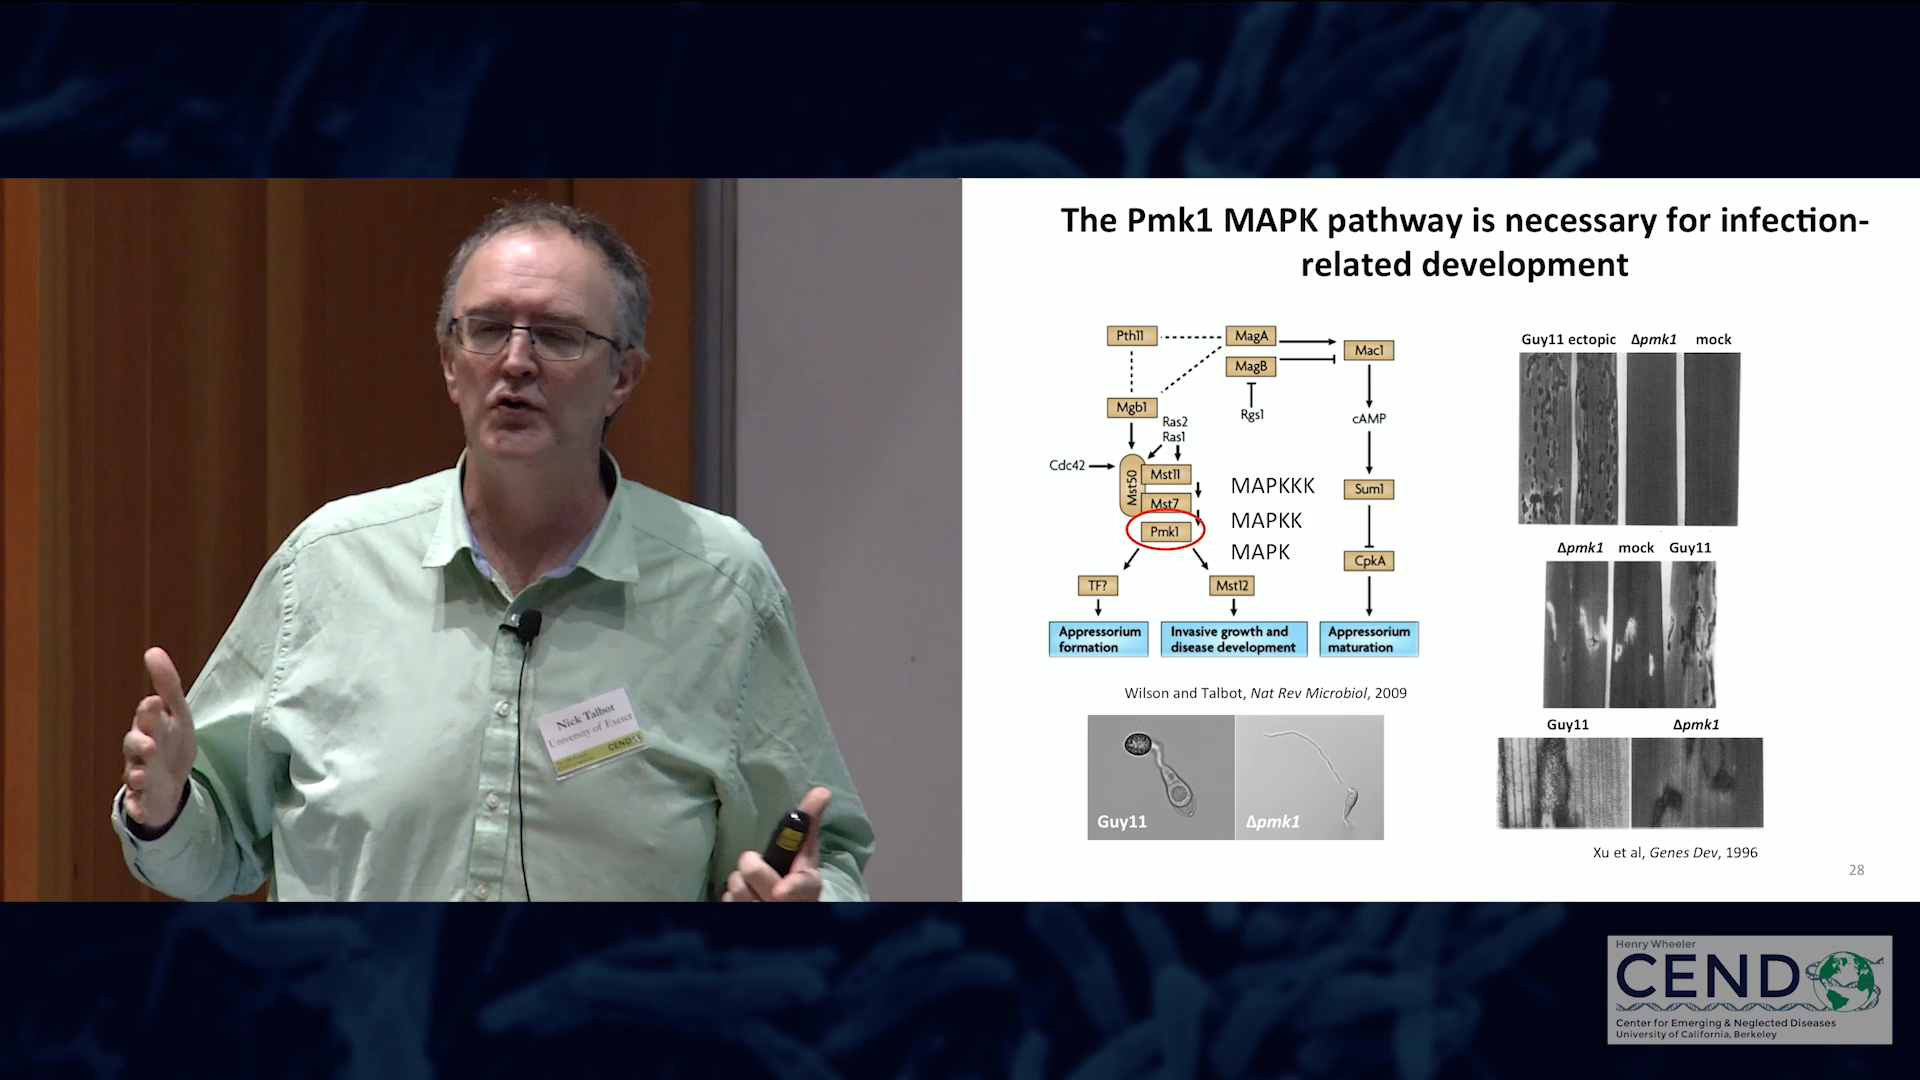 The Pmk1 MAPK pathway is necessary for infection-
related development
Pth11
MagA
MagB
Mac1
Rgs1
cAMP
Mgb1
Ras2
Ras1
Cdc42
Mst50
Mst11
Mst7
Pmk1
MAPKKK
MAPKK
MAPK
Sum1
CpkA
TF?
Mst12
Appressorium
formation
Invasive growth and
disease development
Appressorium
maturation
Wilson and Talbot, Nat Rev Microbiol, 2009
Guy11
Δpmk1
Guy11 ectopic Δpmk1 mock
Δpmk1 mock Guy11
Guy11 Δpmk1
Xu et al, Genes Dev, 1996
28
Nick Talbot
University of Exeter
CEND
Henry Wheeler
CEND
Center for Emerging & Neglected Diseases
University of California, Berkeley